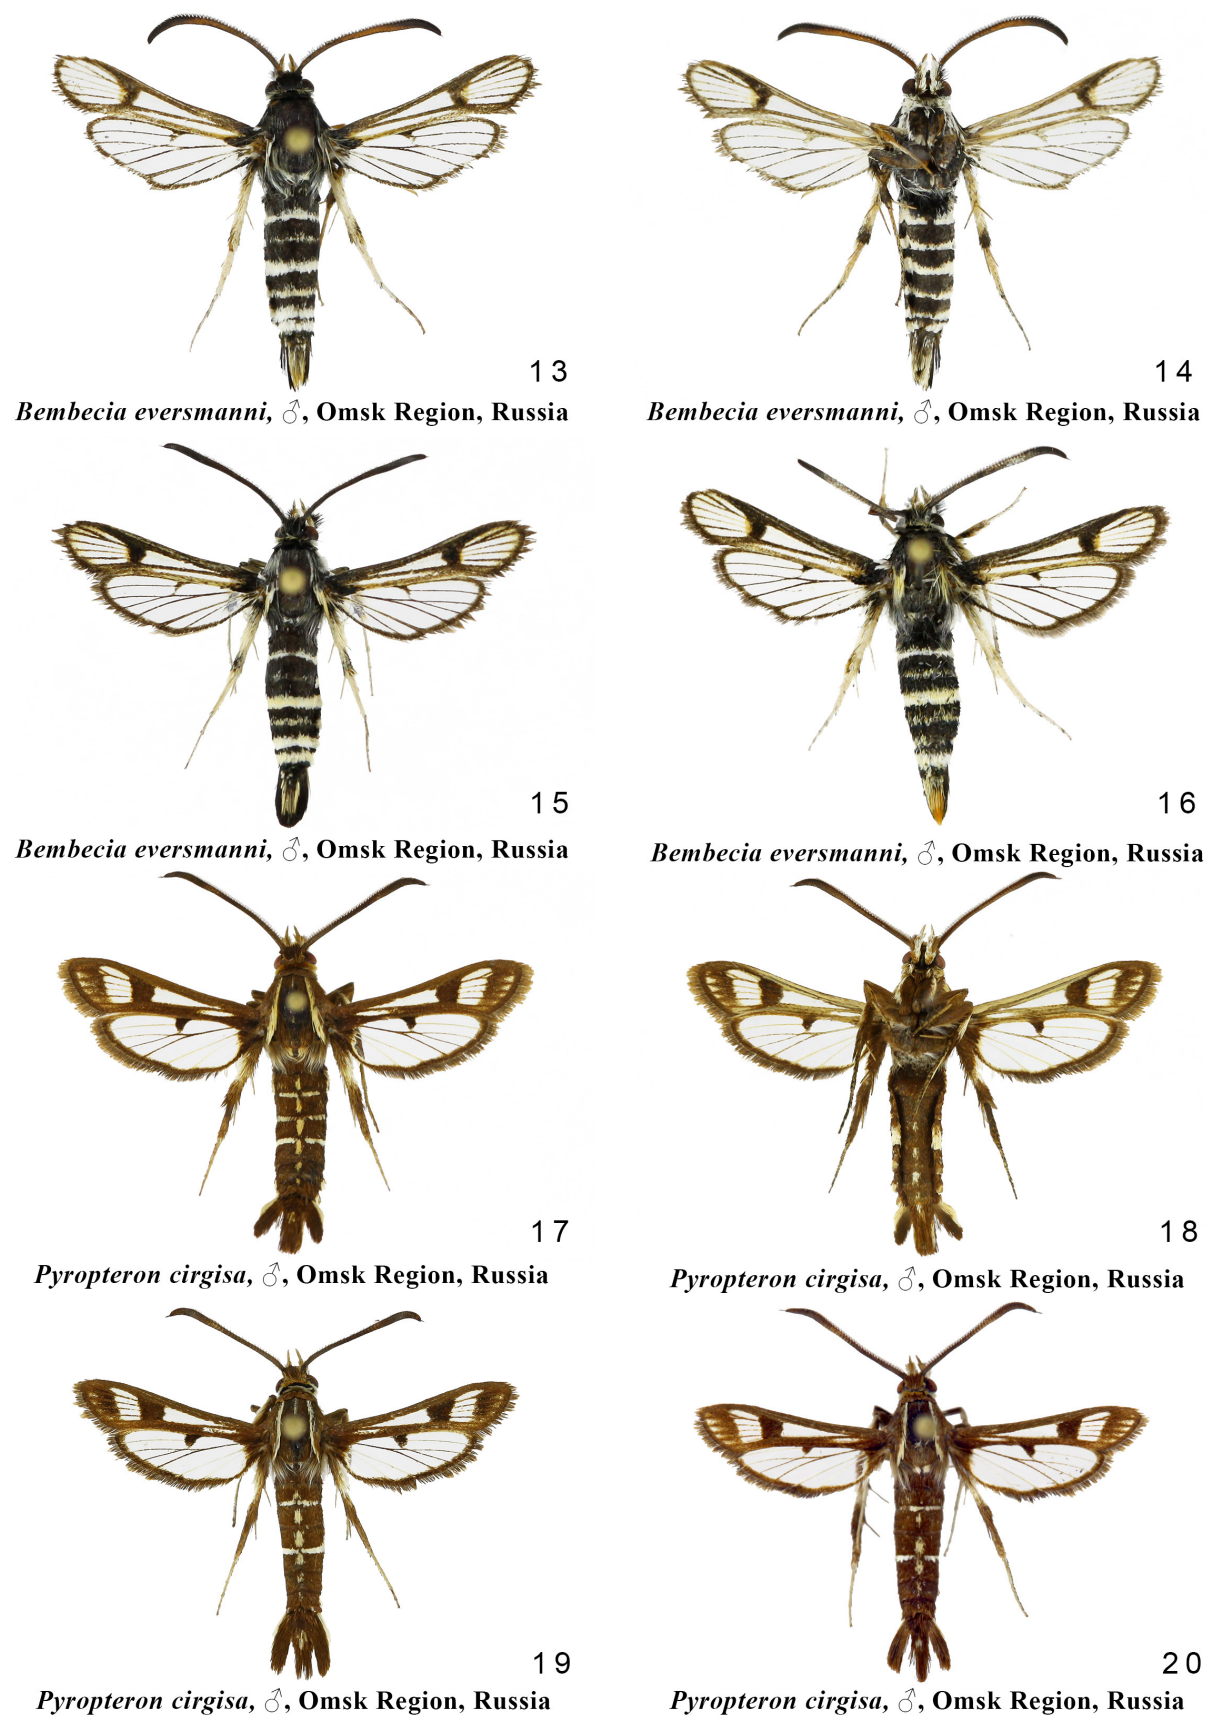 13
14
Bembecia eversmanni, ♂, Omsk Region, Russia
Bembecia eversmanni, ♂, Omsk Region, Russia
15
16
Bembecia eversmanni, ♂, Omsk Region, Russia
Bembecia eversmanni, ♂, Omsk Region, Russia
17
18
Pyropteron cirgisa, ♂, Omsk Region, Russia
Pyropteron cirgisa, ♂, Omsk Region, Russia
19
20
Pyropteron cirgisa, ♂, Omsk Region, Russia
Pyropteron cirgisa, ♂, Omsk Region, Russia